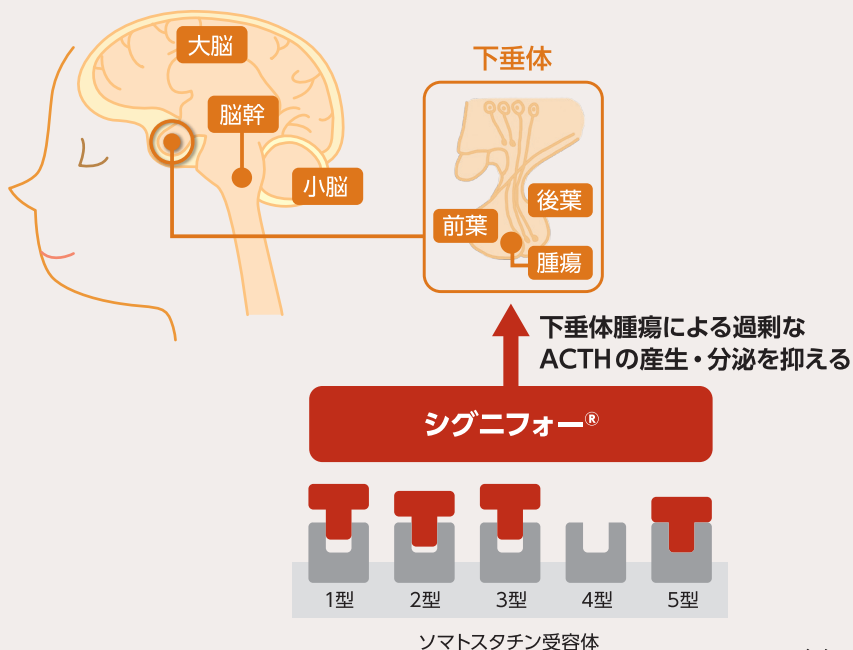 大脳
下垂体
脳幹
小脳
後葉
前葉
腫瘍
下垂体腫瘍による過剰な
ACTHの産生・分泌を抑える
シグニフォー®
1型 2型 3型 4型 5型
ソマトスタチン受容体